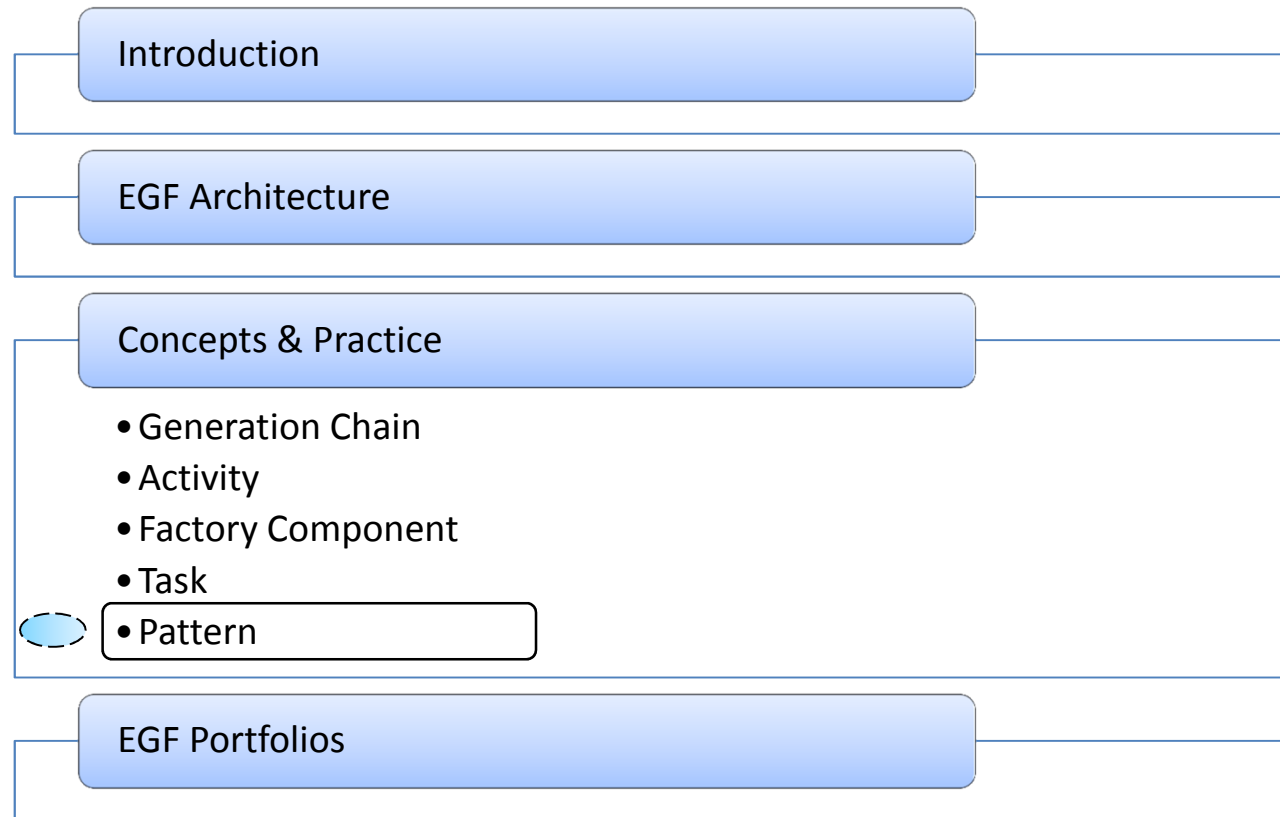 Introduction
EGF Architecture
Concepts & Practice
• Generation Chain
• Activity
• Factory Component
• Task
• Pattern
EGF Portfolios